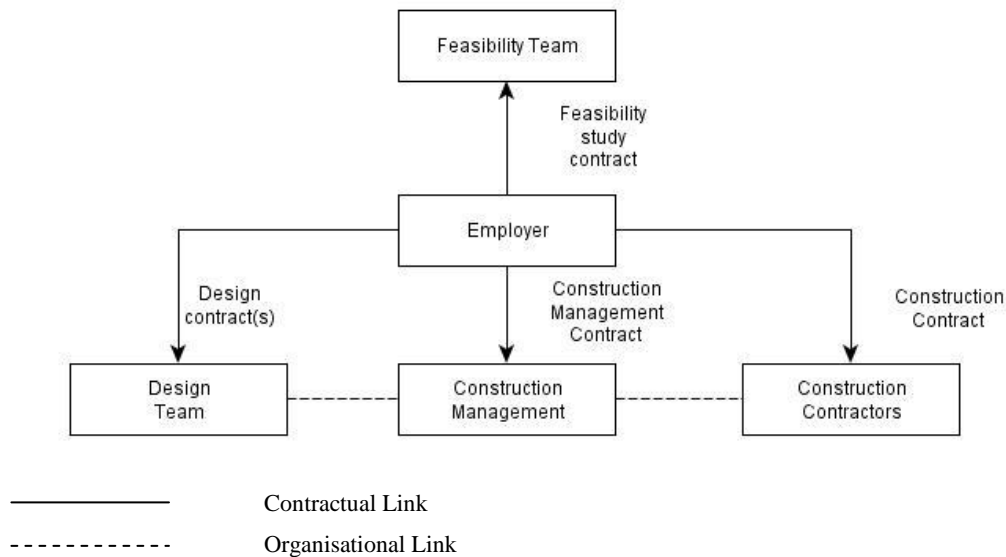 Feasibility Team
Feasibility
study
contract
Employer
Design
contract(s)
Construction
Management
Contract
Construction
Contract
Design
Team
Construction
Management
Construction
Contractors
Contractual Link
Organisational Link